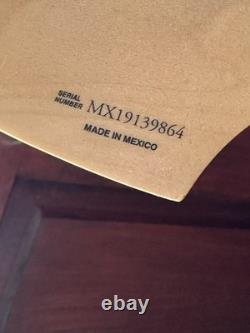 SERIAL
NUMBER MX19139864
MADE IN MEXICO
ebay